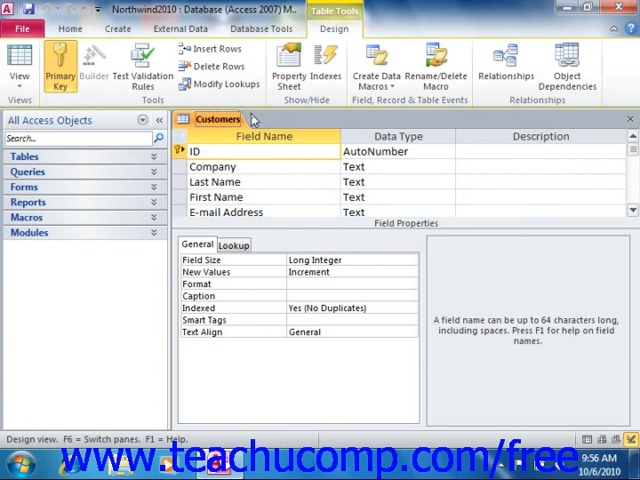 Northwind2010 : Database (Access 2007) M...
Table Tools
File Home Create External Data Database Tools Design
View
Primary Key
Builder
Test Validation Rules
Insert Rows
Delete Rows
Modify Lookups
Property Sheet
Indexes
Create Data Macros
Rename/Delete Macro
Relationships
Object Dependencies
Views Tools Show/Hide Field, Record & Table Events Relationships
All Access Objects
Search...
Tables
Queries
Forms
Reports
Macros
Modules
Customers
Field Name Data Type Description
ID AutoNumber
Company Text
Last Name Text
First Name Text
E-mail Address Text
Field Properties
General Lookup
Field Size Long Integer
New Values Increment
Format
Caption
Indexed Yes (No Duplicates)
Smart Tags
Text Align General
A field name can be up to 64 characters long,
including spaces. Press F1 for help on field
names.
Design view. F6 = Switch panes. F1 = Help.
www.teachucomp.com/free
9:56 AM
10/6/2010